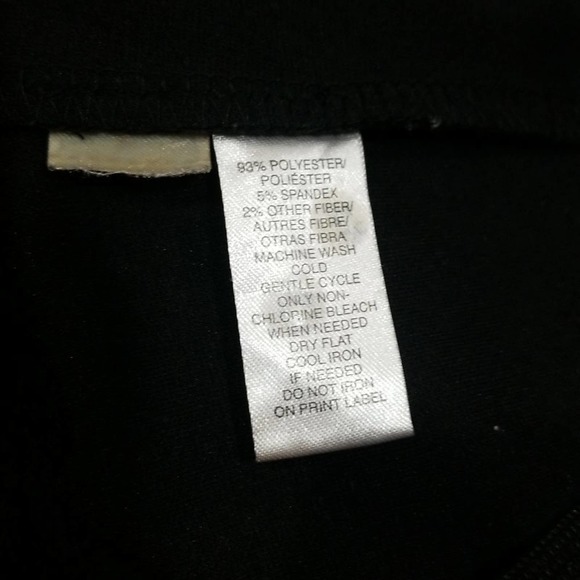 93% POLYESTER/
POLIÉSTER
5% SPANDEX
2% OTHER FIBER/
AUTRES FIBRE/
OTRAS FIBRA
MACHINE WASH
COLD
GENTLE CYCLE
ONLY NON-
CHLORINE BLEACH
WHEN NEEDED
DRY FLAT
COOL IRON
IF NEEDED
DO NOT IRON
ON PRINT LABEL